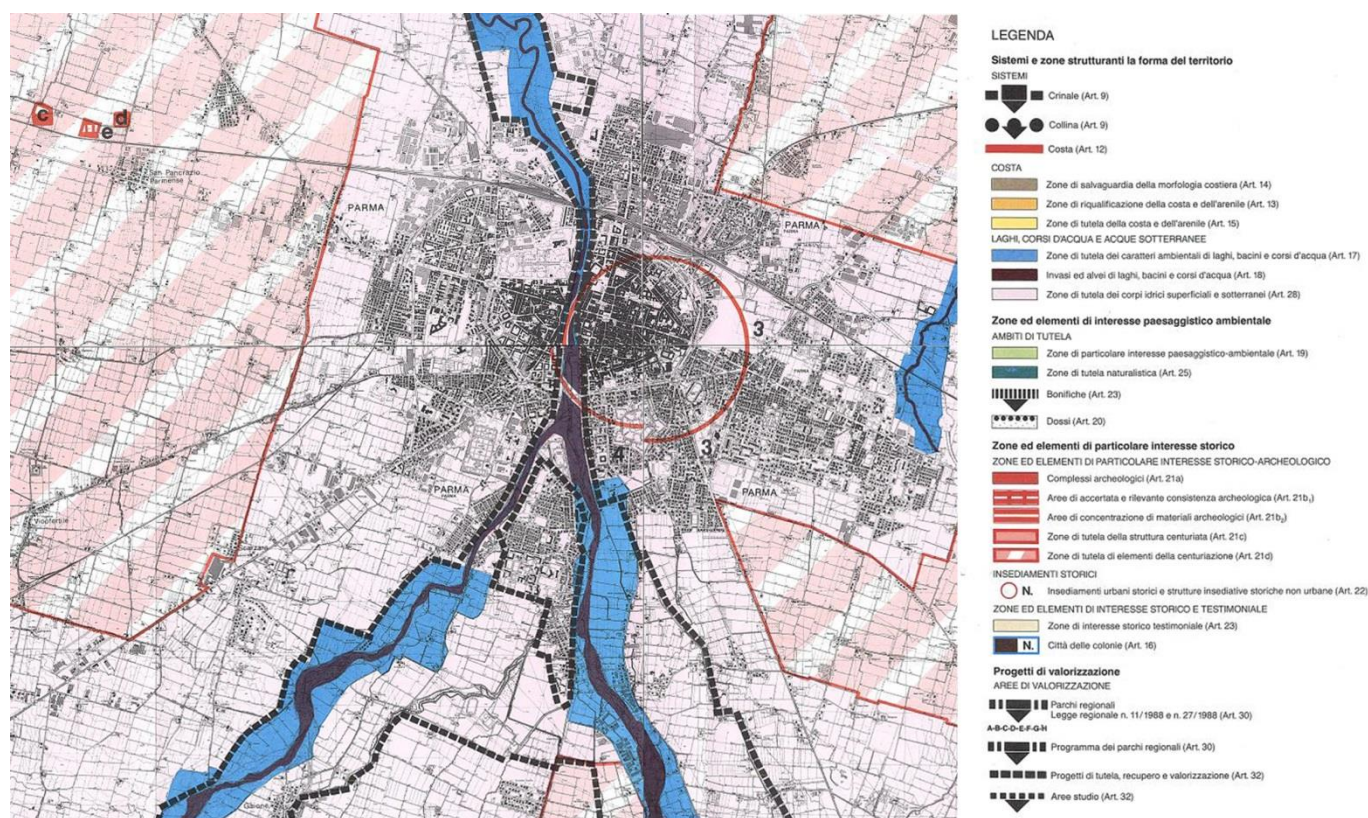 c
d
e
San Pancrazio
Parmense
PARMA
PARMA
PARMA
PARMA
3
3
4
PARMA
PARMA
PARMA
Vicofertile
Gaione
LEGENDA
Sistemi e zone strutturanti la forma del territorio
SISTEMI
Crinale (Art. 9)
Collina (Art. 9)
Costa (Art. 12)
COSTA
Zone di salvaguardia della morfologia costiera (Art. 14)
Zone di riqualificazione della costa e dell'arenile (Art. 13)
Zone di tutela della costa e dell'arenile (Art. 15)
LAGHI, CORSI D'ACQUA E ACQUE SOTTERRANEE
Zone di tutela dei caratteri ambientali di laghi, bacini e corsi d'acqua (Art. 17)
Invasi ed alvei di laghi, bacini e corsi d'acqua (Art. 18)
Zone di tutela dei corpi idrici superficiali e sotterranei (Art. 28)
Zone ed elementi di interesse paesaggistico ambientale
AMBITI DI TUTELA
Zone di particolare interesse paesaggistico-ambientale (Art. 19)
Zone di tutela naturalistica (Art. 25)
Bonifiche (Art. 23)
Dossi (Art. 20)
Zone ed elementi di particolare interesse storico
ZONE ED ELEMENTI DI PARTICOLARE INTERESSE STORICO-ARCHEOLOGICO
Complessi archeologici (Art. 21a)
Aree di accertata e rilevante consistenza archeologica (Art. 21b₁)
Aree di concentrazione di materiali archeologici (Art. 21b₂)
Zone di tutela della struttura centuriata (Art. 21c)
Zone di tutela di elementi della centuriazione (Art. 21d)
INSEDIAMENTI STORICI
N. Insediamenti urbani storici e strutture insediative storiche non urbane (Art. 22)
ZONE ED ELEMENTI DI INTERESSE STORICO E TESTIMONIALE
Zone di interesse storico testimoniale (Art. 23)
N. Città delle colonie (Art. 16)
Progetti di valorizzazione
AREE DI VALORIZZAZIONE
Parchi regionali
Legge regionale n. 11/1988 e n. 27/1988 (Art. 30)
A-B-C-D-E-F-G-H
Programma dei parchi regionali (Art. 30)
Progetti di tutela, recupero e valorizzazione (Art. 32)
Aree studio (Art. 32)